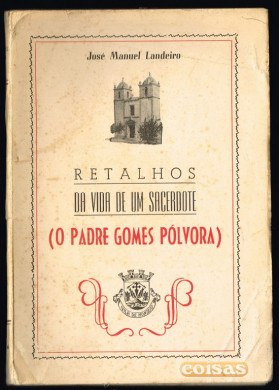 José Manuel Landeiro
RETALHOS
DA VIDA DE UM SACERDOTE
(O PADRE GOMES PÓLVORA)
coisas